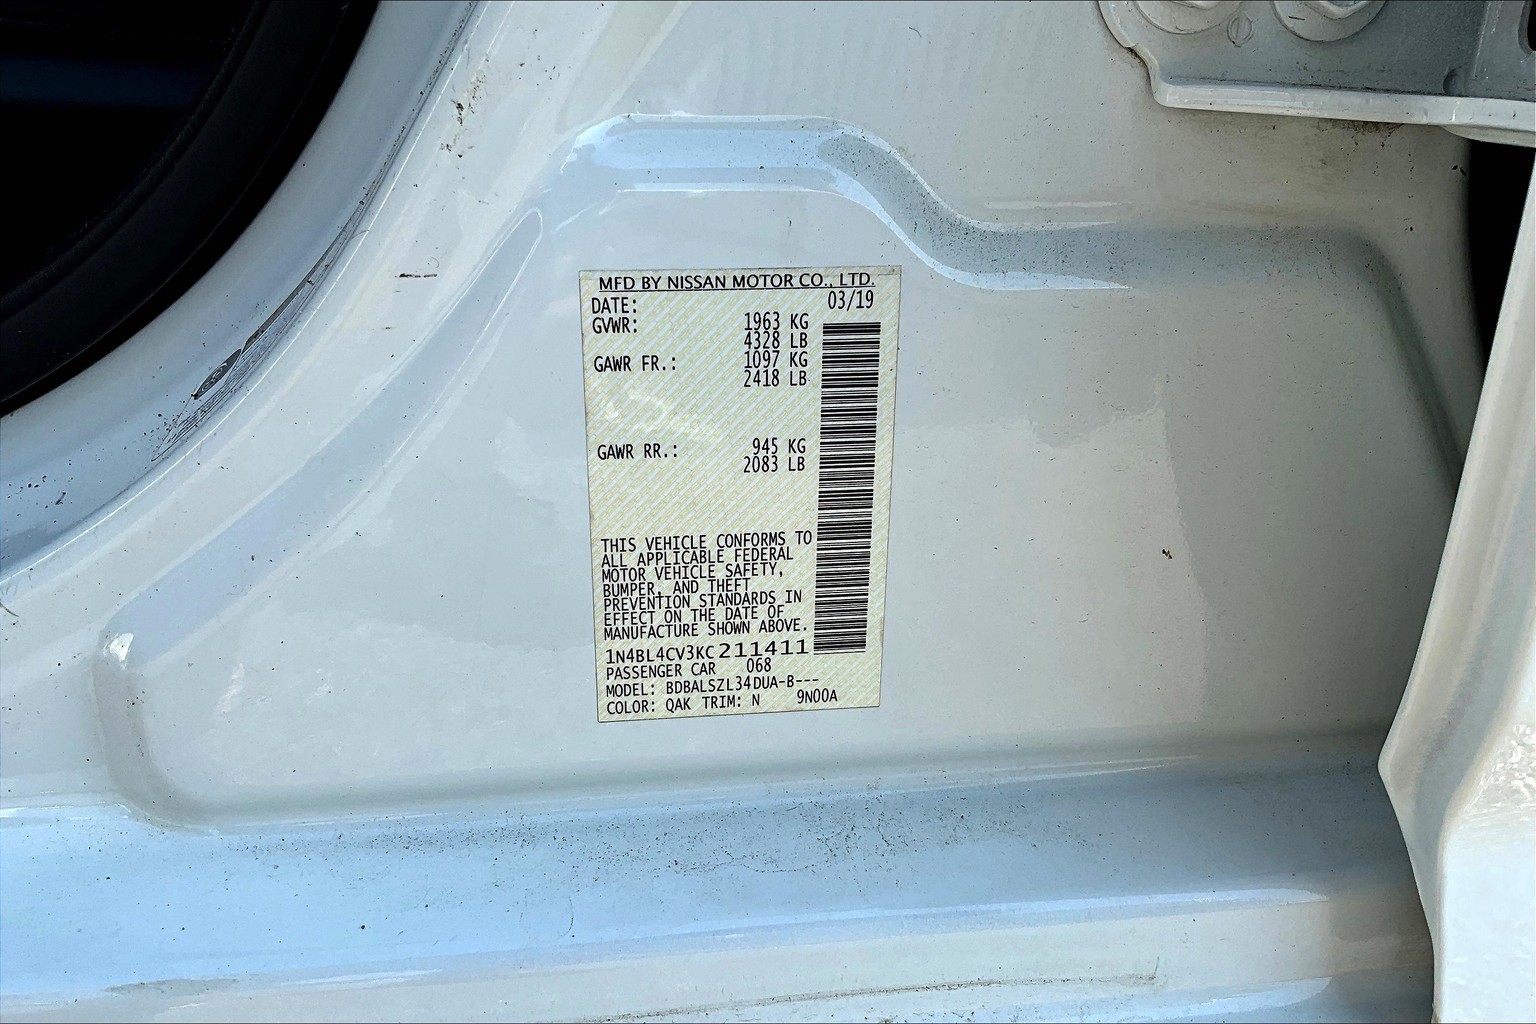 MFD BY NISSAN MOTOR CO., LTD.
DATE: 03/19
GVWR: 1963 KG
4328 LB
GAWR FR.: 1097 KG
2418 LB
GAWR RR.: 945 KG
2083 LB
THIS VEHICLE CONFORMS TO
ALL APPLICABLE FEDERAL
MOTOR VEHICLE SAFETY,
BUMPER, AND THEFT
PREVENTION STANDARDS IN
EFFECT ON THE DATE OF
MANUFACTURE SHOWN ABOVE.
1N4BL4CV3KC211411
PASSENGER CAR 068
MODEL: BDBALSZL34DUA-B---
COLOR: QAK TRIM: N 9N00A